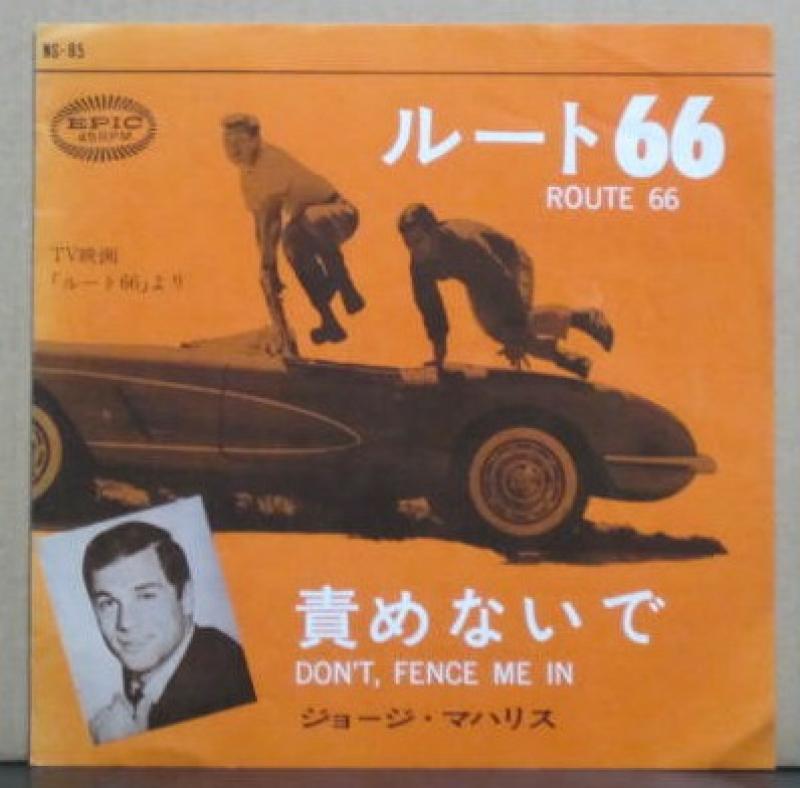 NS-85
EPIC
45RPM
ルート66
ROUTE 66
TV映画
「ルート66」より
責めないで
DON'T, FENCE ME IN
ジョージ・マハリス